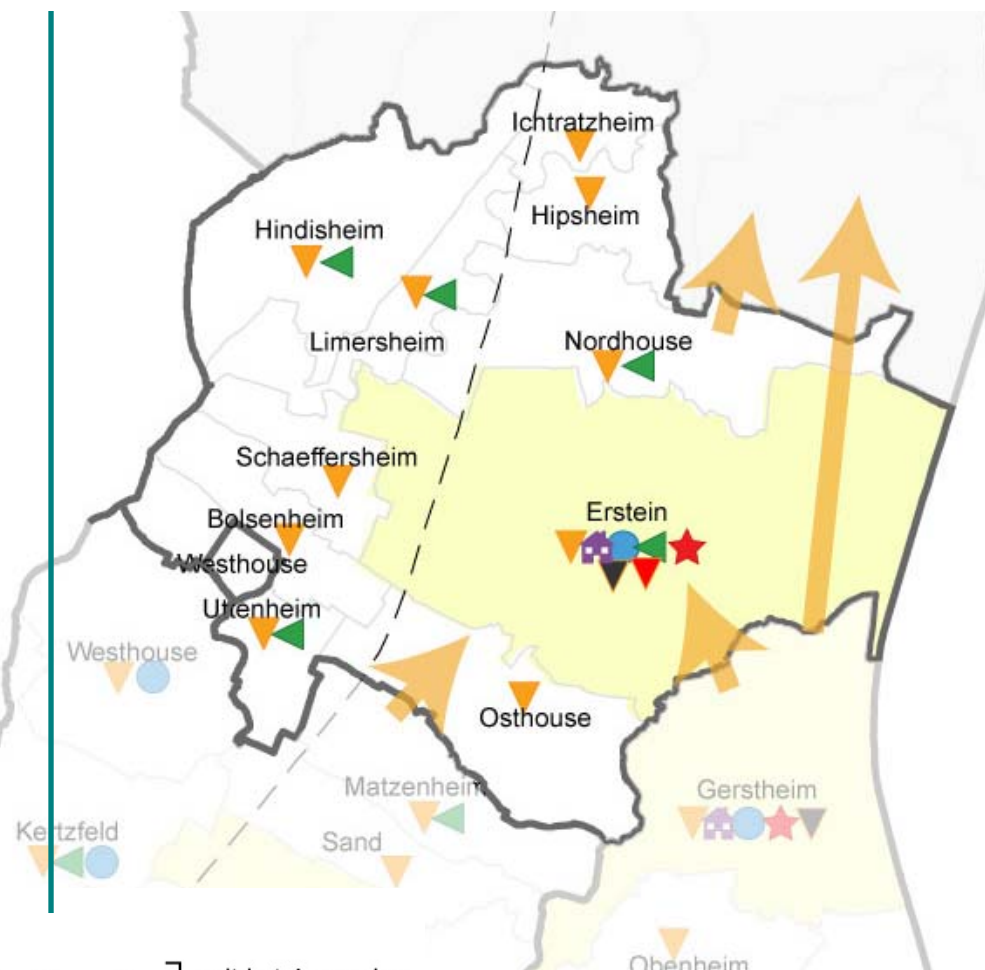 Ichtratzheim
Hipsheim
Hindisheim
Limersheim
Nordhouse
Schaeffersheim
Erstein
Bolsenheim
Westhouse
Uttenheim
Westhouse
Osthouse
Matzenheim
Gerstheim
Kertzfeld
Sand
Obenheim